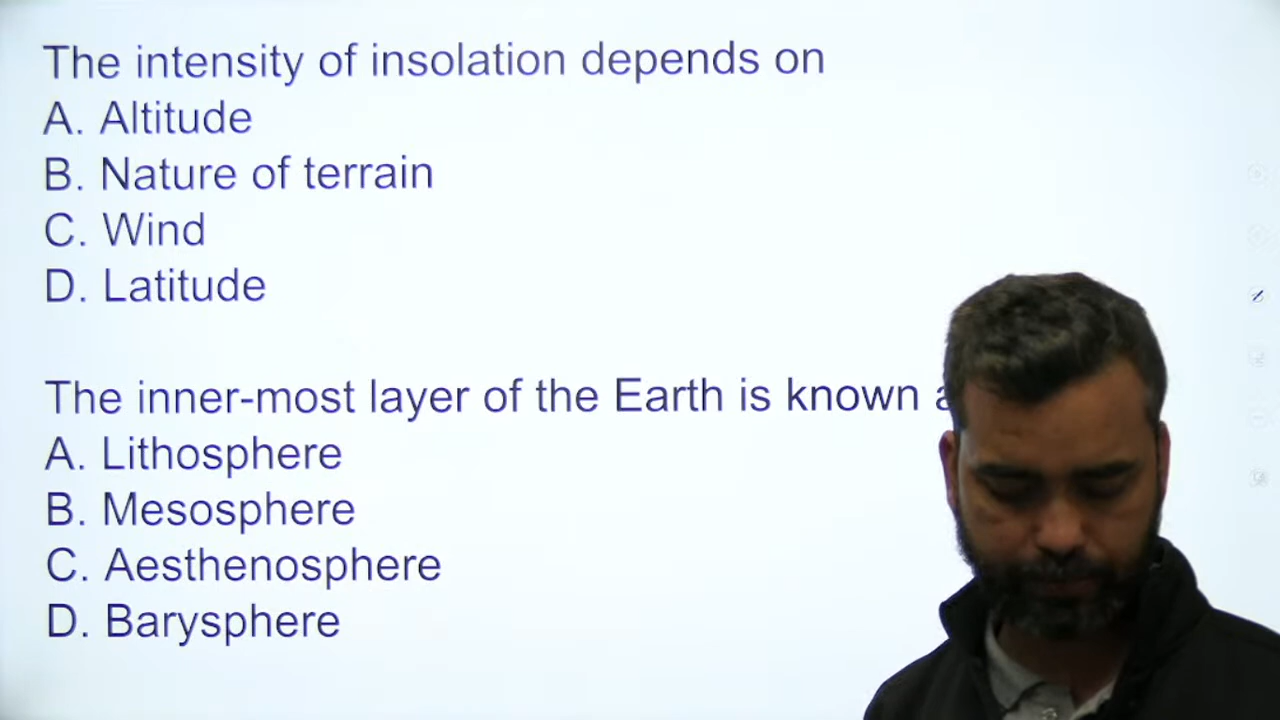 The intensity of insolation depends on
A. Altitude
B. Nature of terrain
C. Wind
D. Latitude
The inner-most layer of the Earth is known
A. Lithosphere
B. Mesosphere
C. Aesthenosphere
D. Barysphere